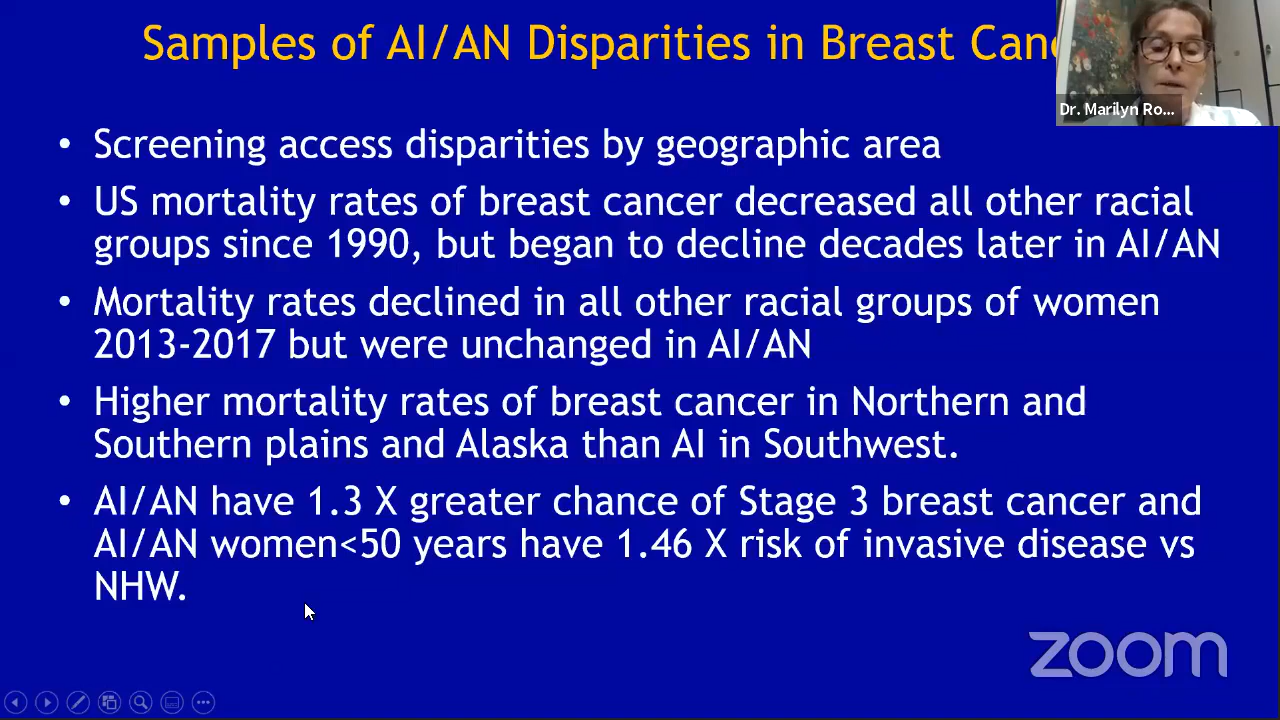 Samples of AI/AN Disparities in Breast
Dr. Marilyn Ro...
• Screening access disparities by geographic area
• US mortality rates of breast cancer decreased all other racial
groups since 1990, but began to decline decades later in AI/AN
• Mortality rates declined in all other racial groups of women
2013-2017 but were unchanged in AI/AN
• Higher mortality rates of breast cancer in Northern and
Southern plains and Alaska than AI in Southwest.
• AI/AN have 1.3 X greater chance of Stage 3 breast cancer and
AI/AN women<50 years have 1.46 X risk of invasive disease vs
NHW.
zoom